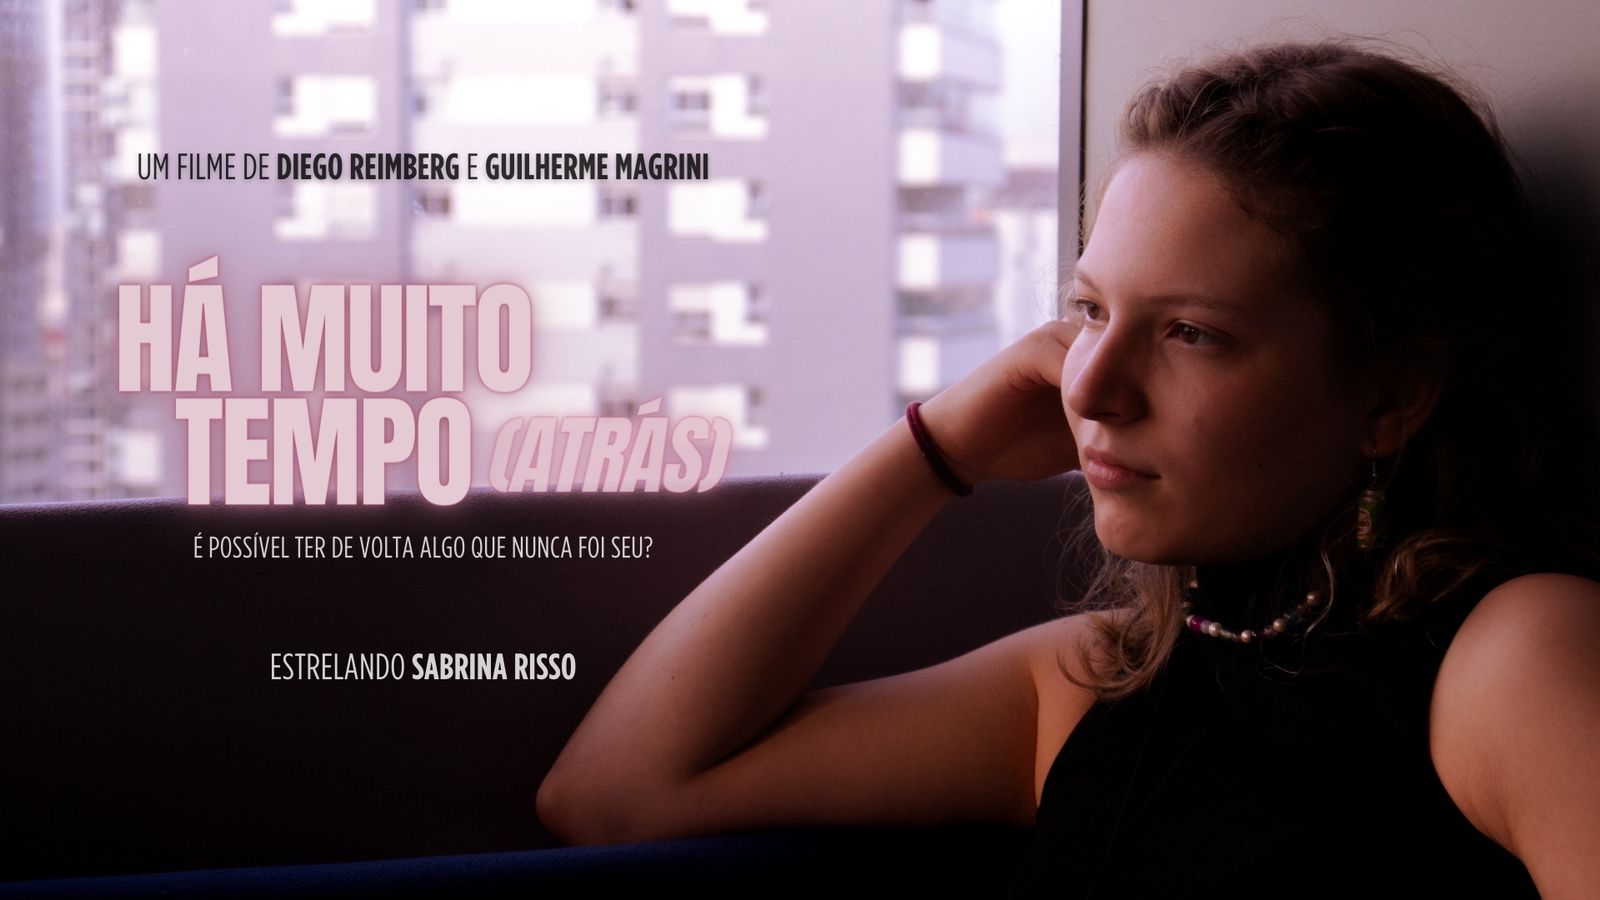 UM FILME DE DIEGO REIMBERG E GUILHERME MAGRINI
HÁ MUITO
TEMPO (ATRÁS)
É POSSÍVEL TER DE VOLTA ALGO QUE NUNCA FOI SEU?
ESTRELANDO SABRINA RISSO